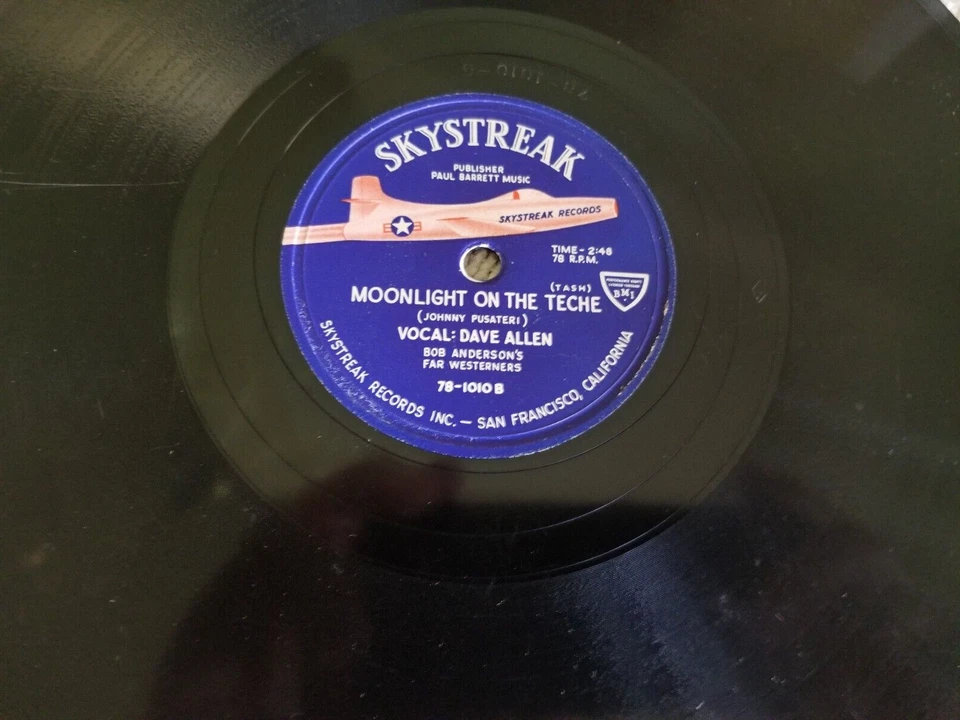 SKYSTREAK
PUBLISHER
PAUL BARRETT MUSIC
SKYSTREAK RECORDS
TIME - 2:48
78 R.P.M.
BMI
(TASH)
MOONLIGHT ON THE TECHE
(JOHNNY PUSATERI)
VOCAL: DAVE ALLEN
BOB ANDERSON'S
FAR WESTERNERS
78-1010 B
SKYSTREAK RECORDS INC. — SAN FRANCISCO, CALIFORNIA